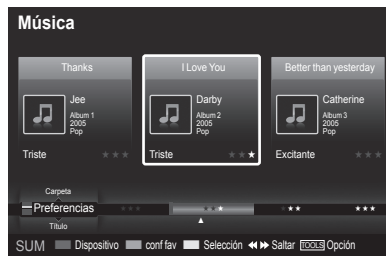 Música
Thanks
I Love You
Better than yesterday
Jee
Album 1
2005
Pop
Darby
Album 2
2005
Pop
Catherine
Album 3
2005
Pop
Triste
Triste
Excitante
Carpeta
Preferencias
Título
SUM Dispositivo conf fav Selección Saltar TOOLS Opción